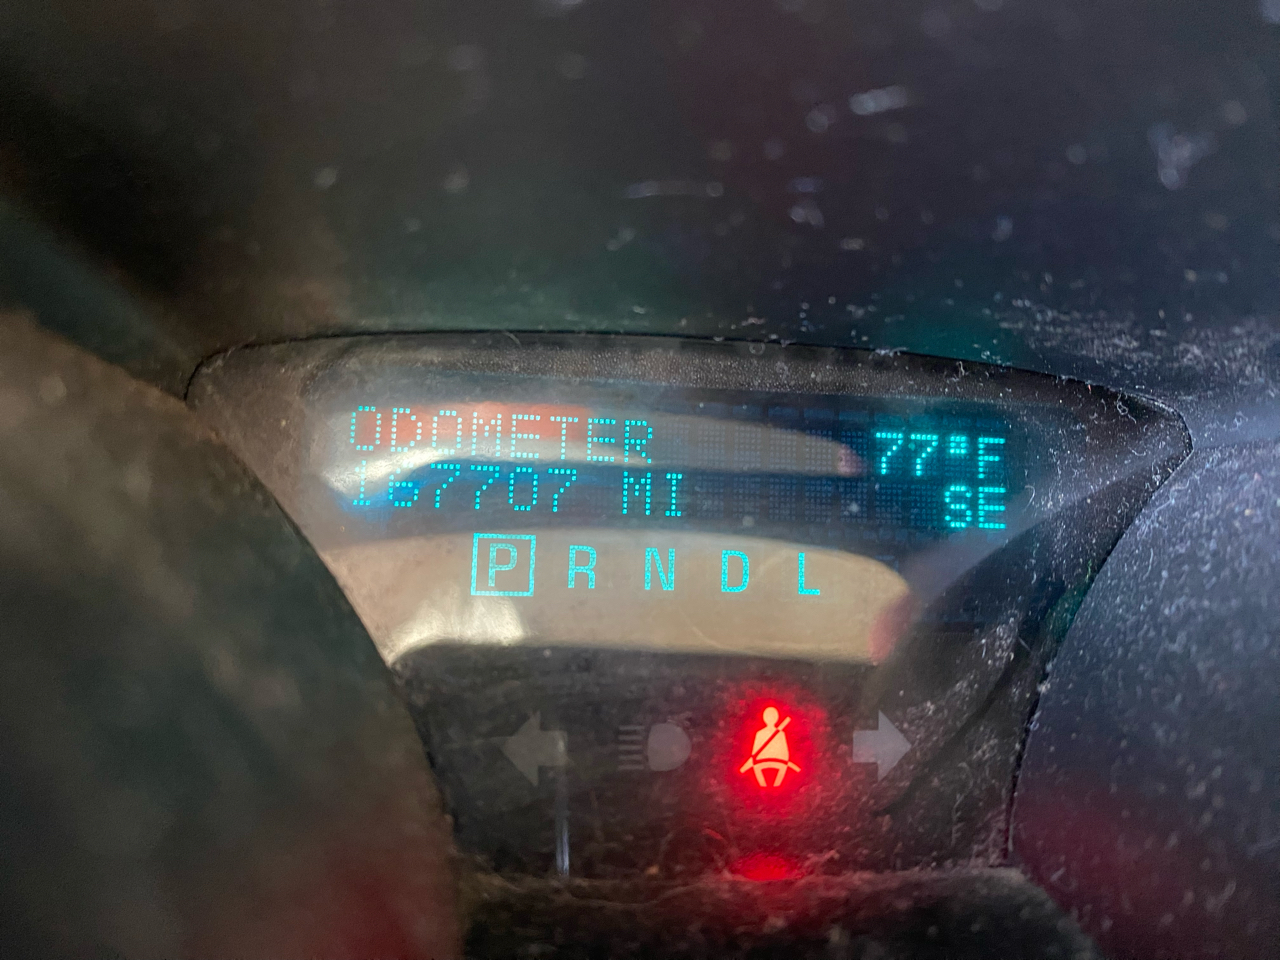 ODOMETER 77°F
167707 MI SE
P R N D L